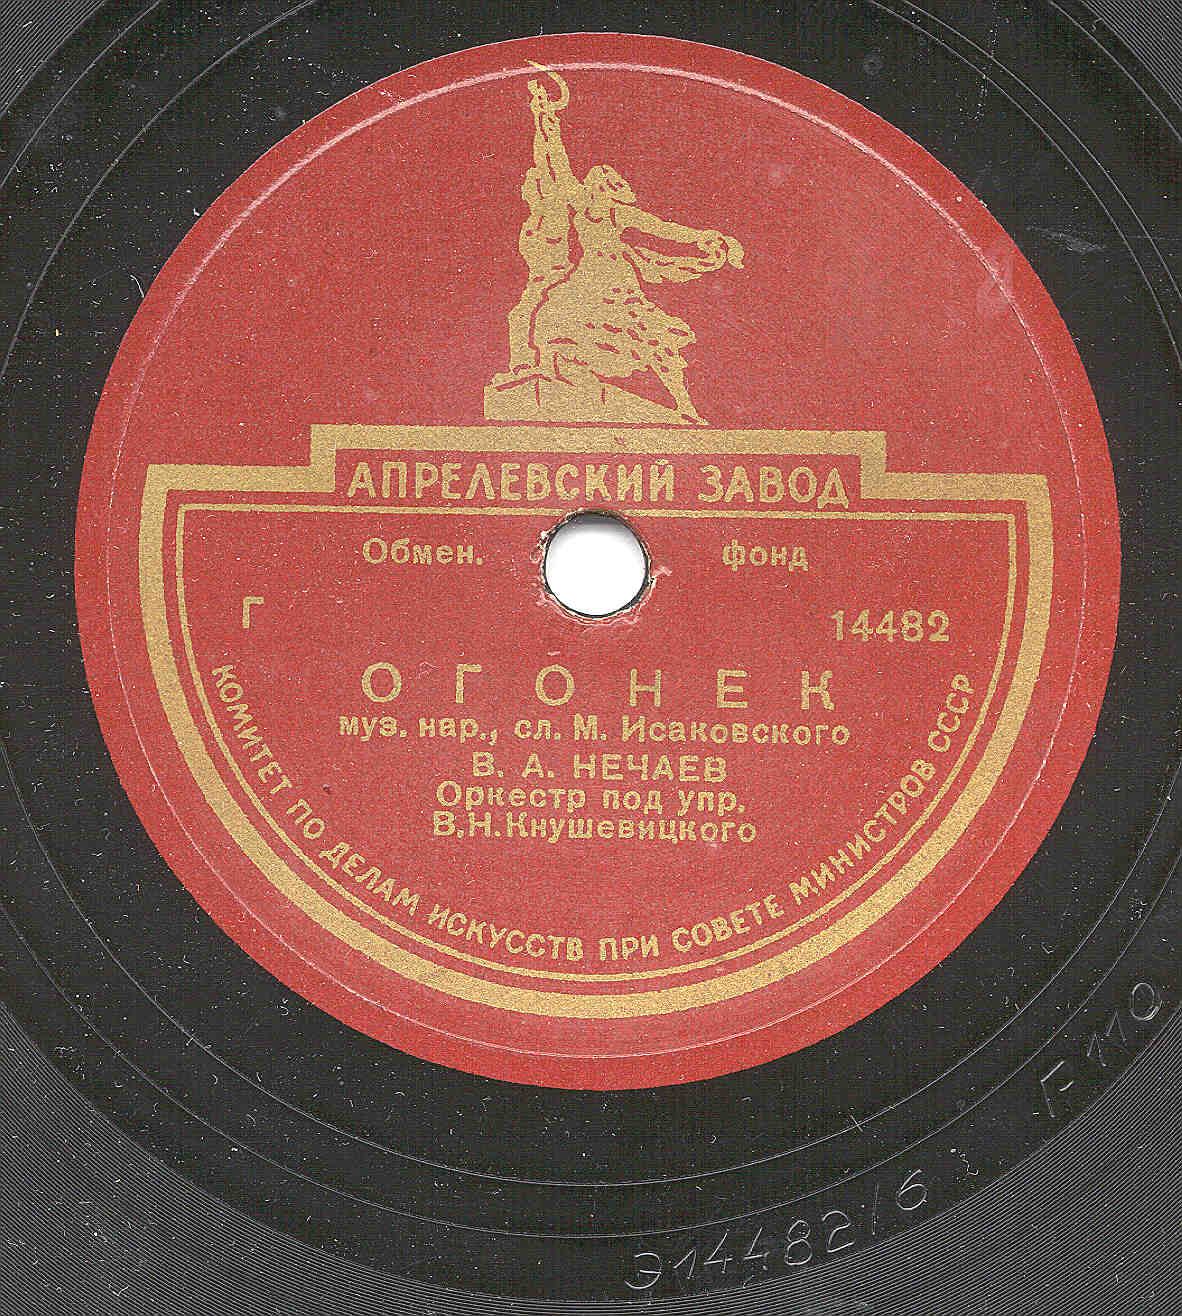 АПРЕЛЕВСКИЙ ЗАВОД
Обмен. фонд
Г 14482
ОГОНЕК
муз. нар., сл. М. Исаковского
В. А. НЕЧАЕВ
Оркестр под упр.
В.Н.Кнушевицкого
КОМИТЕТ ПО ДЕЛАМ ИСКУССТВ ПРИ СОВЕТЕ МИНИСТРОВ СССР
Э14482/6
Г110